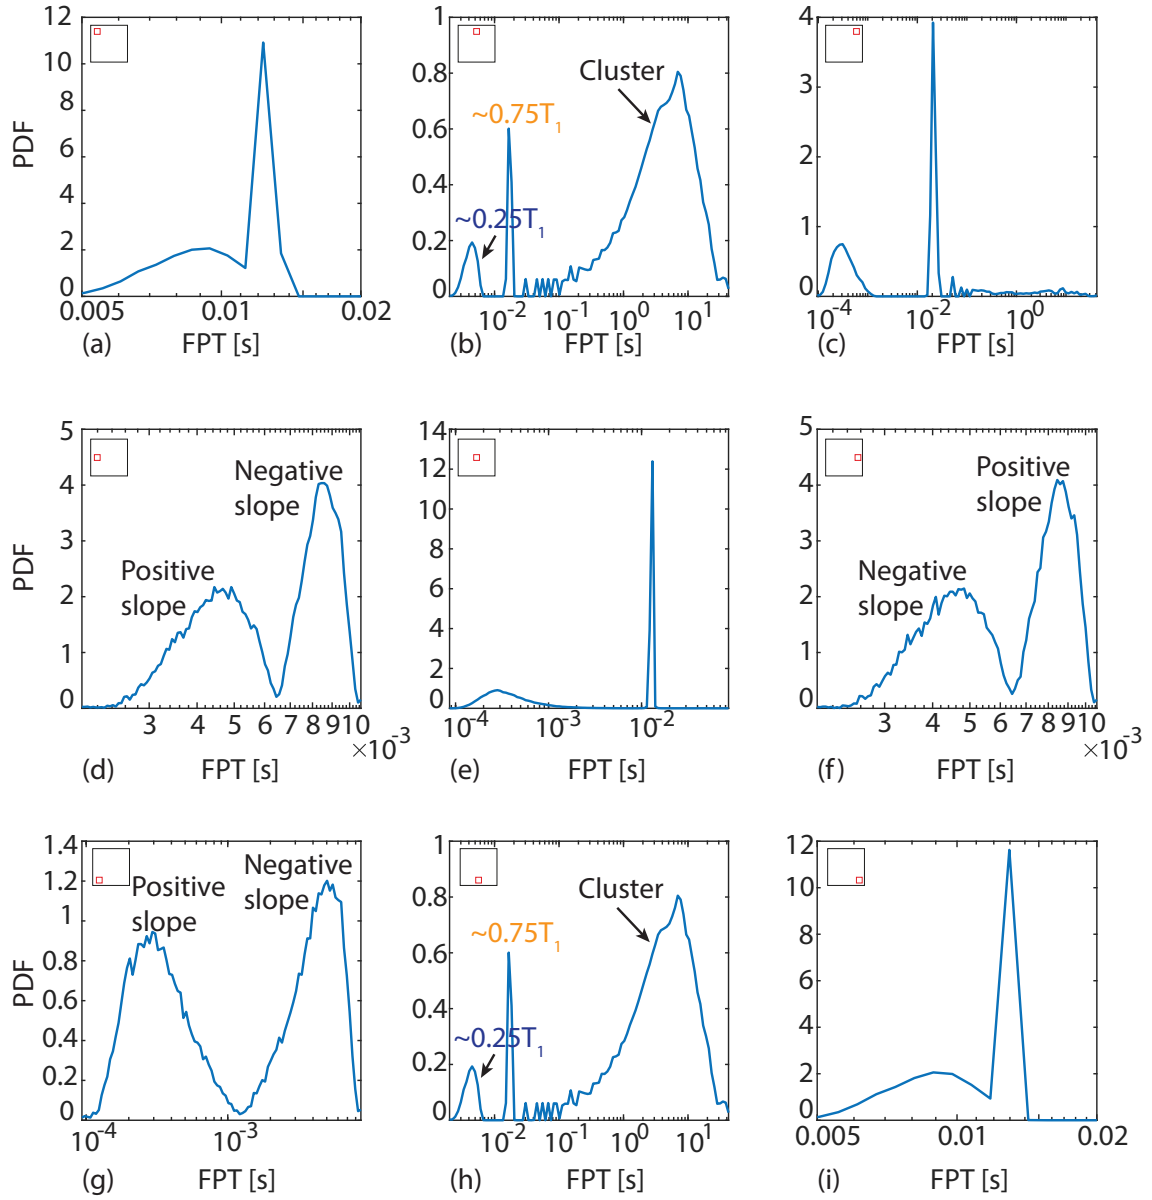 12
10
8
6
4
2
0
0.005
0.01
0.02
PDF
(a)
FPT [s]
1
0.8
0.6
0.4
0.2
0
Cluster
~0.75T1
~0.25T1
10-2
10-1
100
101
(b)
FPT [s]
4
3
2
1
0
10-4
10-2
100
(c)
FPT [s]
5
4
3
2
1
0
PDF
Negative
slope
Positive
slope
3
4
5
6
7
8
9
10
×10-3
(d)
FPT [s]
14
12
10
8
6
4
2
0
10-4
10-3
10-2
(e)
FPT [s]
5
4
3
2
1
0
Positive
slope
Negative
slope
3
4
5
6
7
8
9
10
×10-3
(f)
FPT [s]
1.4
1.2
1.0
0.8
0.6
0.4
0.2
0
PDF
Positive
slope
Negative
slope
10-4
10-3
(g)
FPT [s]
1
0.8
0.6
0.4
0.2
0
Cluster
~0.75T1
~0.25T1
10-2
10-1
100
101
(h)
FPT [s]
12
10
8
6
4
2
0
0.005
0.01
0.02
(i)
FPT [s]